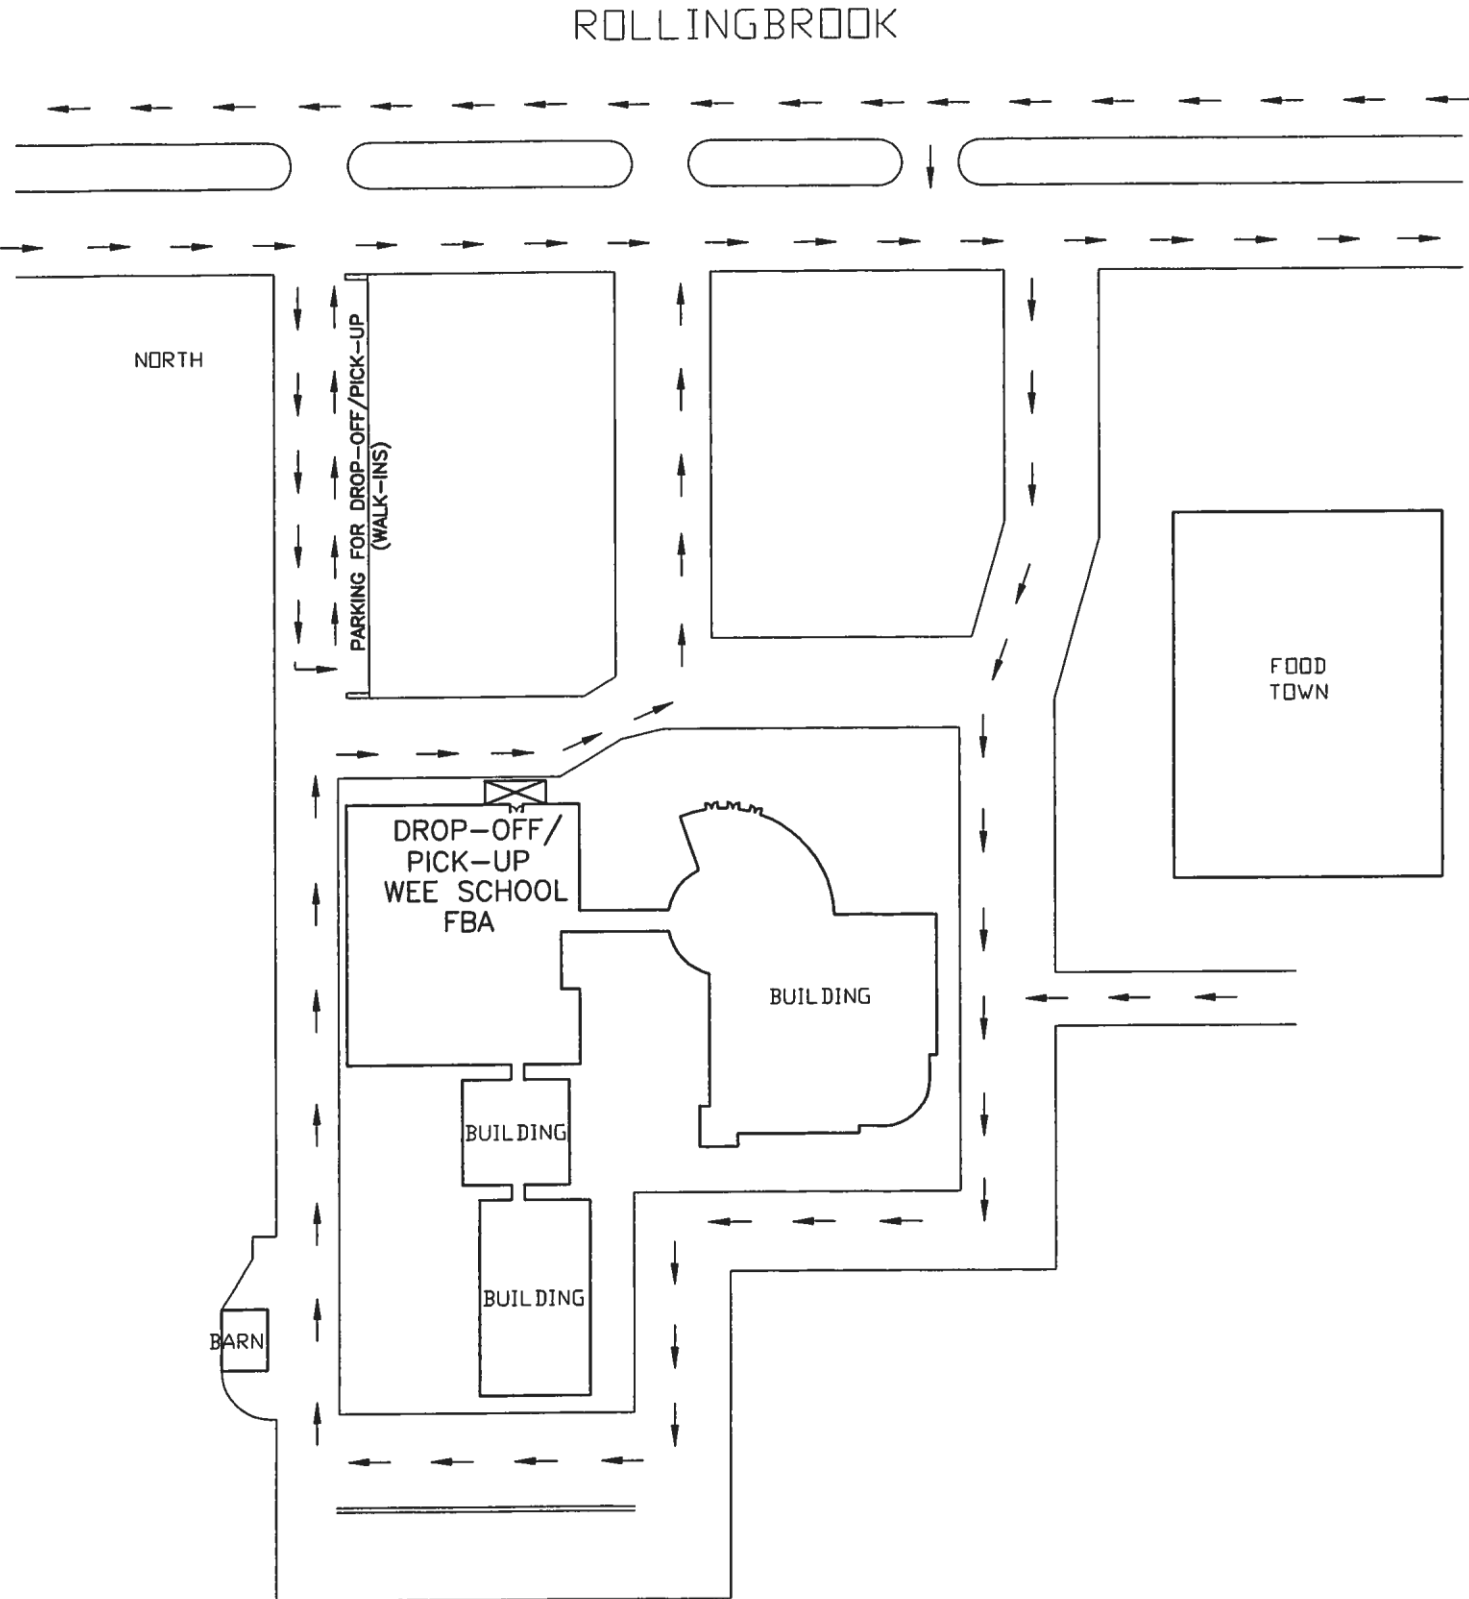 ROLLINGBROOK
NORTH
PARKING FOR DROP-OFF/PICK-UP
(WALK-INS)
FOOD
TOWN
DROP-OFF/
PICK-UP
WEE SCHOOL
FBA
BUILDING
BUILDING
BUILDING
BARN